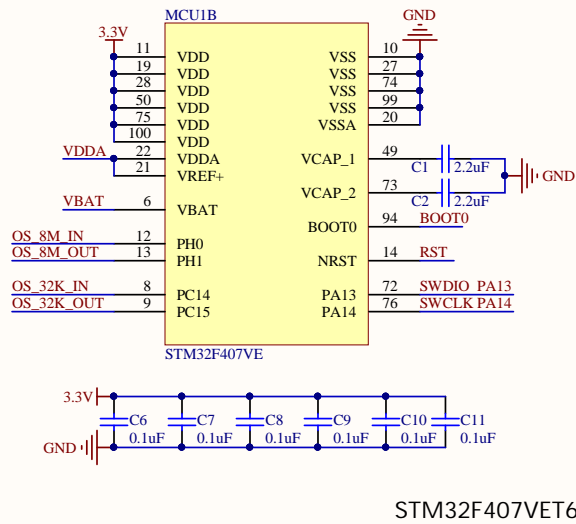 MCU1B
GND
3.3V
11 VDD VSS 10
19 VDD VSS 27
28 VDD VSS 74
50 VDD VSS 99
75 VDD VSSA 20
100 VDD
VDDA 22 VDDA VCAP_1 49 C1 2.2uF
21 VREF+
GND
VCAP_2 73 C2 2.2uF
VBAT 6 VBAT
BOOT0 94 BOOT0
OS_8M_IN 12 PH0
OS_8M_OUT 13 PH1 NRST 14 RST
OS_32K_IN 8 PC14 PA13 72 SWDIO PA13
OS_32K_OUT 9 PC15 PA14 76 SWCLK PA14
STM32F407VE
3.3V
C6 C7 C8 C9 C10 C11
0.1uF 0.1uF 0.1uF 0.1uF 0.1uF 0.1uF
GND
STM32F407VET6